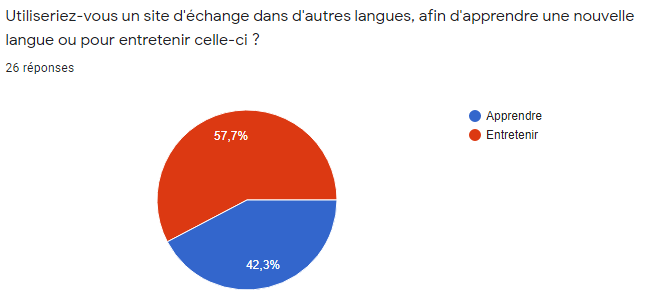 Utiliseriez-vous un site d'échange dans d'autres langues, afin d'apprendre une nouvelle
langue ou pour entretenir celle-ci ?
26 réponses
57,7%
42,3%
Apprendre
Entretenir